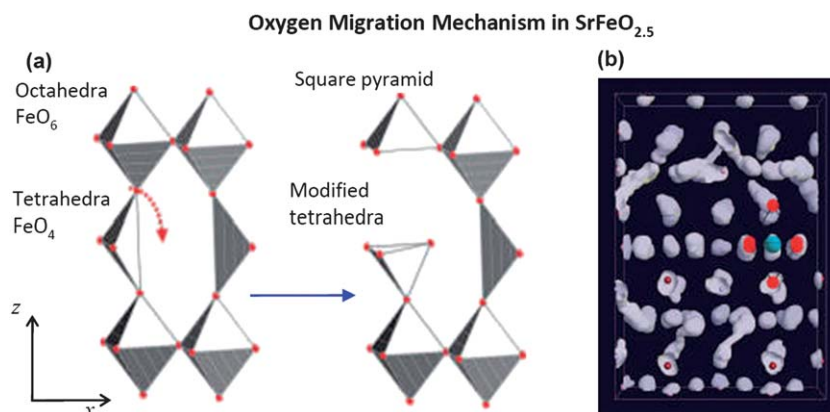 Oxygen Migration Mechanism in SrFeO2.5
(a)
Octahedra
FeO6
Tetrahedra
FeO4
z
x
Square pyramid
Modified
tetrahedra
(b)